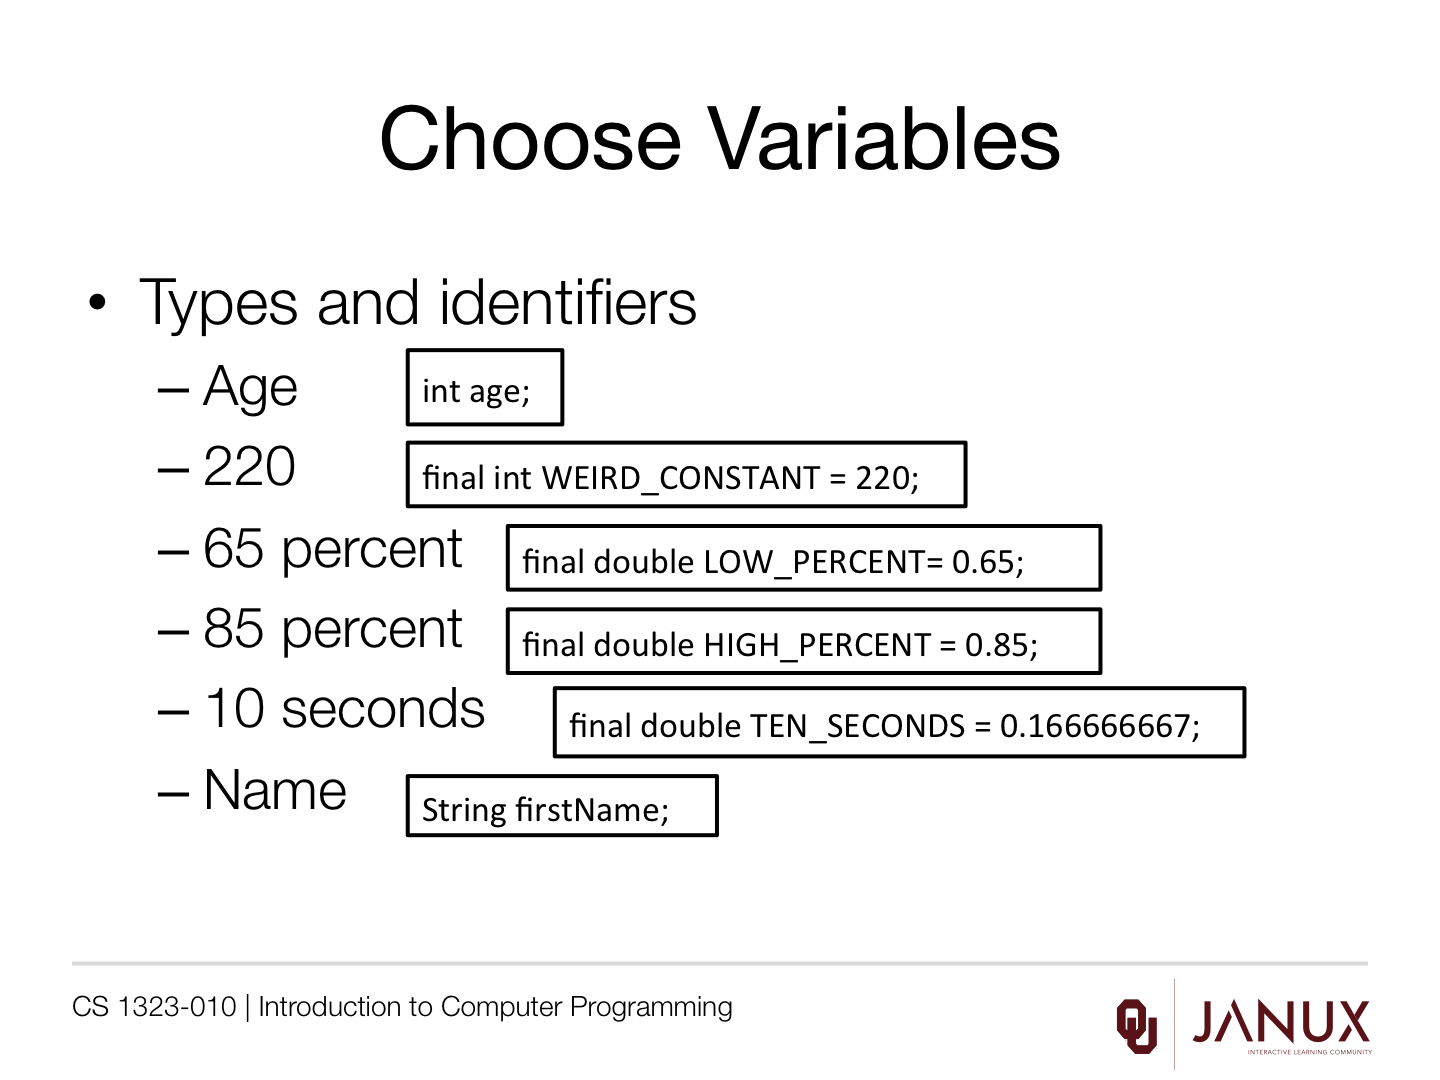 Choose Variables
• Types and identifiers
– Age
int age;
– 220
final int WEIRD_CONSTANT = 220;
– 65 percent
final double LOW_PERCENT= 0.65;
– 85 percent
final double HIGH_PERCENT = 0.85;
– 10 seconds
final double TEN_SECONDS = 0.166666667;
– Name
String firstName;
CS 1323-010 | Introduction to Computer Programming
OU
JANUX
INTERACTIVE LEARNING COMMUNITY